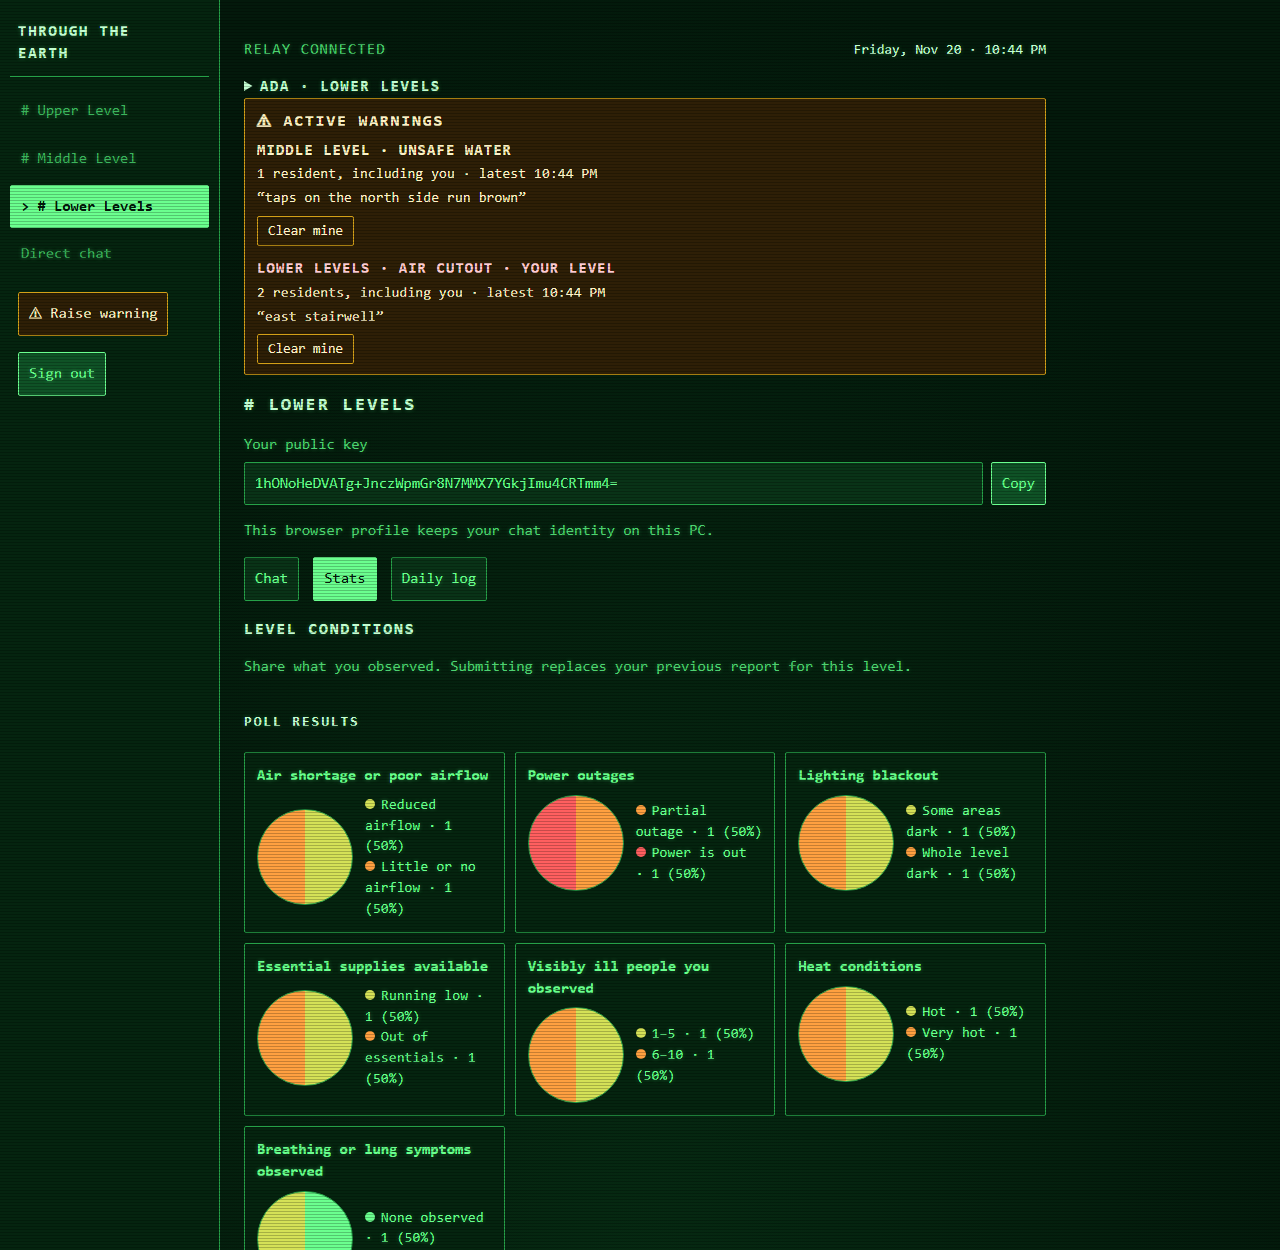 THROUGH THE
EARTH
# Upper Level
# Middle Level
> # Lower Levels
Direct chat
⚠ Raise warning
Sign out
RELAY CONNECTED
Friday, Nov 20 · 10:44 PM
▶ ADA · LOWER LEVELS
⚠ ACTIVE WARNINGS
MIDDLE LEVEL · UNSAFE WATER
1 resident, including you · latest 10:44 PM
“taps on the north side run brown”
Clear mine
LOWER LEVELS · AIR CUTOUT · YOUR LEVEL
2 residents, including you · latest 10:44 PM
“east stairwell”
Clear mine
# LOWER LEVELS
Your public key
1hONoHeDVATg+JnczWpmGr8N7MMX7YGkjImu4CRTmm4=
Copy
This browser profile keeps your chat identity on this PC.
Chat
Stats
Daily log
LEVEL CONDITIONS
Share what you observed. Submitting replaces your previous report for this level.
POLL RESULTS
Air shortage or poor airflow
Reduced
airflow · 1
(50%)
Little or no
airflow · 1
(50%)
Power outages
Partial
outage · 1 (50%)
Power is out
· 1 (50%)
Lighting blackout
Some areas
dark · 1 (50%)
Whole level
dark · 1 (50%)
Essential supplies available
Running low ·
1 (50%)
Out of
essentials · 1
(50%)
Visibly ill people you
observed
1–5 · 1 (50%)
6–10 · 1
(50%)
Heat conditions
Hot · 1 (50%)
Very hot · 1
(50%)
Breathing or lung symptoms
observed
None observed
· 1 (50%)